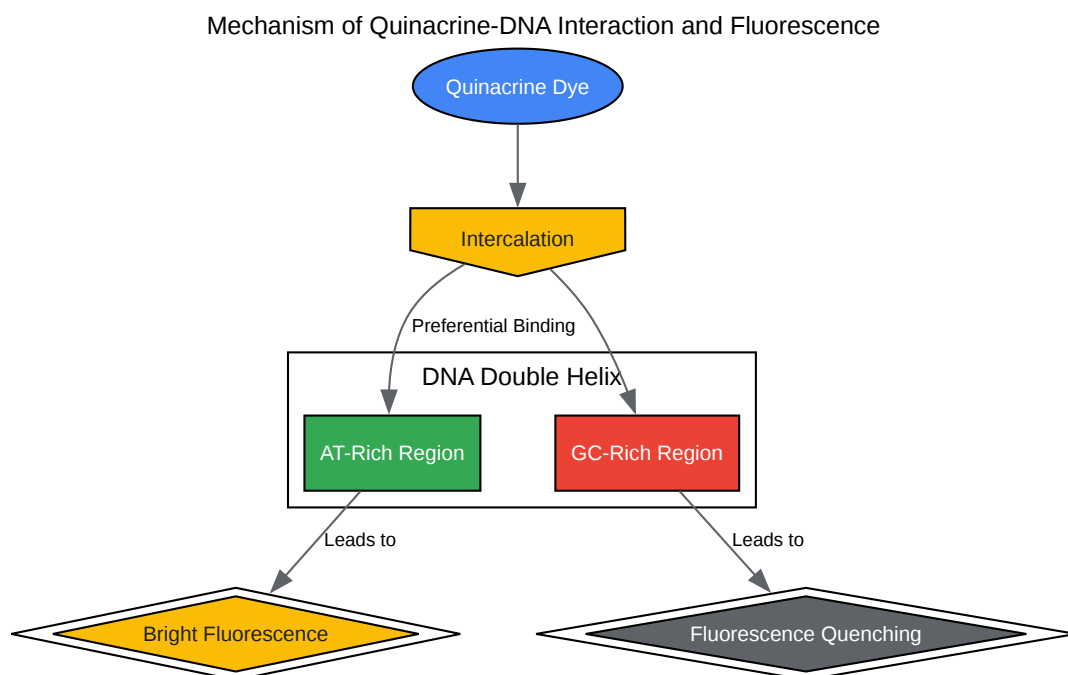 Mechanism of Quinacrine-DNA Interaction and Fluorescence
Quinacrine Dye
Intercalation
Preferential Binding
DNA Double Helix
AT-Rich Region
GC-Rich Region
Leads to
Leads to
Bright Fluorescence
Fluorescence Quenching